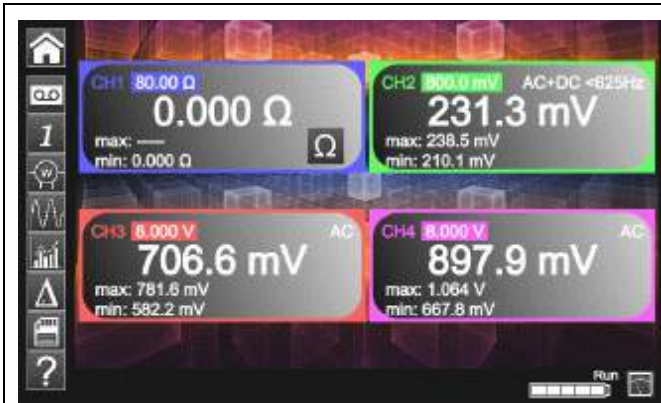 CH1 80.00 Ω
0.000 Ω
max: ----
min: 0.000 Ω
Ω
CH2 800.0 mV AC+DC <625Hz
231.3 mV
max: 238.5 mV
min: 210.1 mV
CH3 8.000 V AC
706.6 mV
max: 781.6 mV
min: 582.2 mV
CH4 8.000 V AC
897.9 mV
max: 1.064 V
min: 667.8 mV
1
W
Δ
?
Run